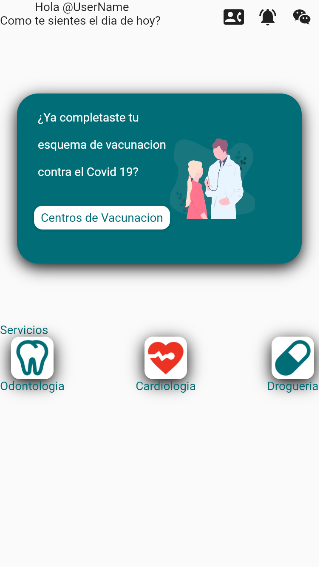 Hola @UserName
Como te sientes el dia de hoy?
¿Ya completaste tu
esquema de vacunacion
contra el Covid 19?
Centros de Vacunacion
Servicios
Odontologia
Cardiologia
Drogueria